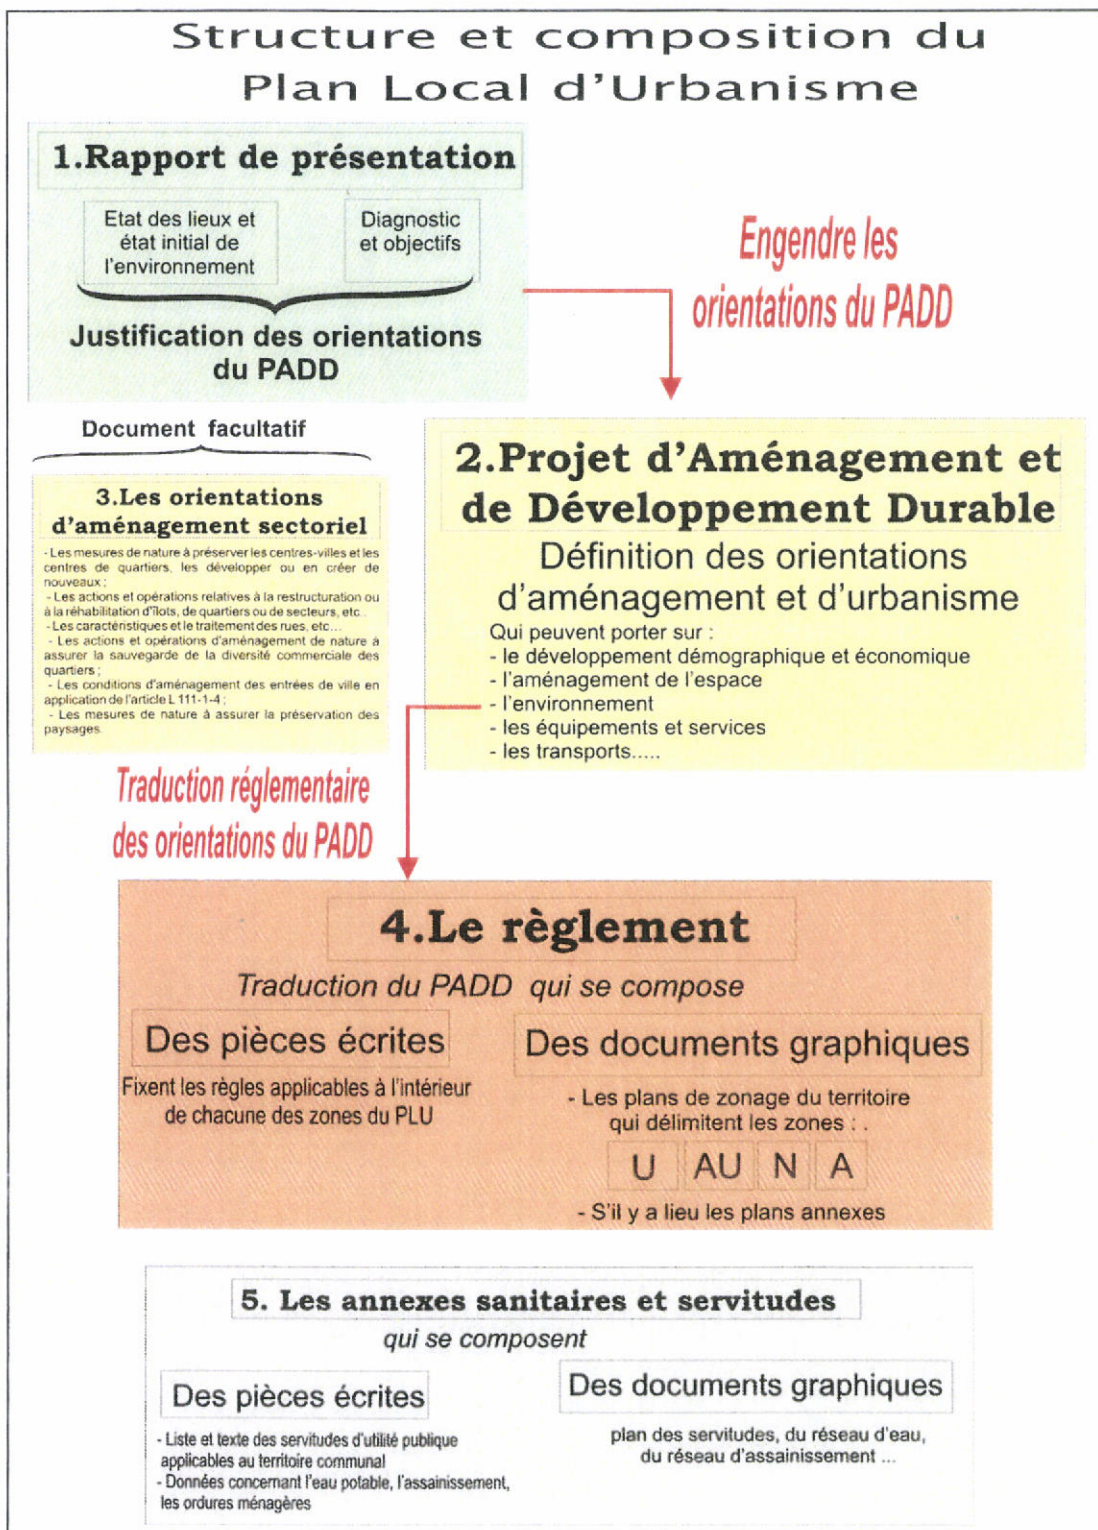 Structure et composition du
Plan Local d'Urbanisme
1.Rapport de présentation
Etat des lieux et
état initial de
l'environnement
Diagnostic
et objectifs
Justification des orientations
du PADD
Engendre les
orientations du PADD
Document facultatif
3.Les orientations
d'aménagement sectoriel
- Les mesures de nature à préserver les centres-villes et les
centres de quartiers, les développer ou en créer de
nouveaux ;
- Les actions et opérations relatives à la restructuration ou
à la réhabilitation d'îlots, de quartiers ou de secteurs, etc..
- Les caractéristiques et le traitement des rues, etc...
- Les actions et opérations d'aménagement de nature à
assurer la sauvegarde de la diversité commerciale des
quartiers ;
- Les conditions d'aménagement des entrées de ville en
application de l'article L 111-1-4 ;
- Les mesures de nature à assurer la préservation des
paysages.
2.Projet d'Aménagement et
de Développement Durable
Définition des orientations
d'aménagement et d'urbanisme
Qui peuvent porter sur :
- le développement démographique et économique
- l'aménagement de l'espace
- l'environnement
- les équipements et services
- les transports.....
Traduction réglementaire
des orientations du PADD
4.Le règlement
Traduction du PADD qui se compose
Des pièces écrites
Fixent les règles applicables à l'intérieur
de chacune des zones du PLU
Des documents graphiques
- Les plans de zonage du territoire
qui délimitent les zones : .
U AU N A
- S'il y a lieu les plans annexes
5. Les annexes sanitaires et servitudes
qui se composent
Des pièces écrites
- Liste et texte des servitudes d'utilité publique
applicables au territoire communal
- Données concernant l'eau potable, l'assainissement,
les ordures ménagères
Des documents graphiques
plan des servitudes, du réseau d'eau,
du réseau d'assainissement ...